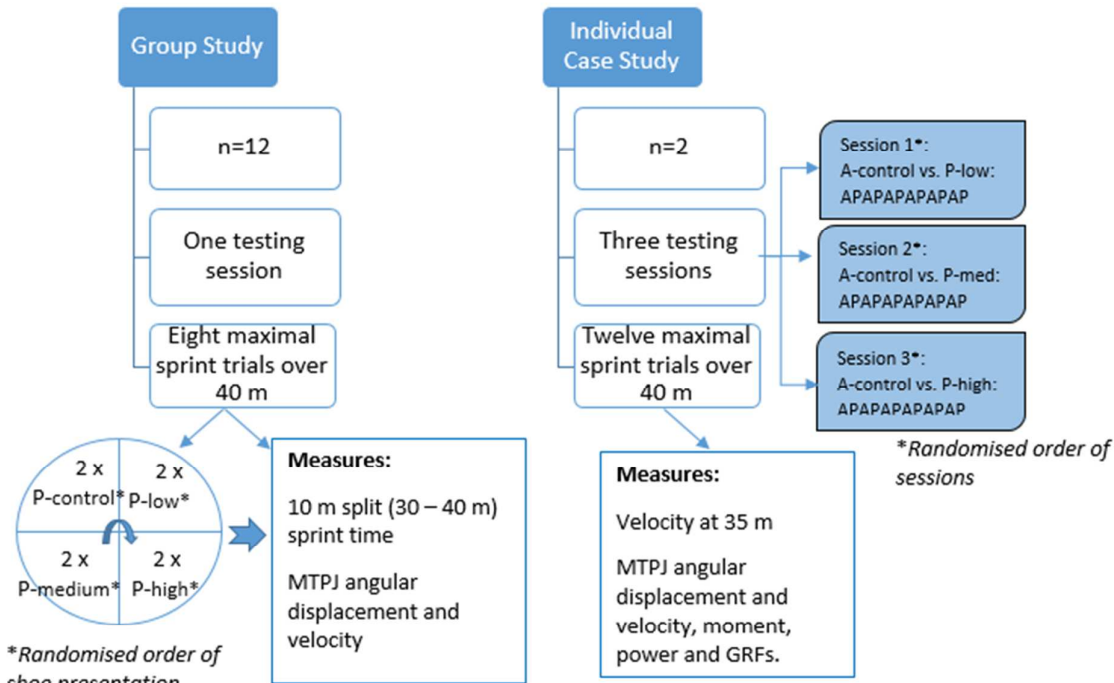 Group Study
n=12
One testing
session
Eight maximal
sprint trials over
40 m
2 x
P-control*
2 x
P-low*
2 x
P-medium*
2 x
P-high*
*Randomised order of
shoe presentation
Measures:
10 m split (30 – 40 m)
sprint time
MTPJ angular
displacement and
velocity
Individual
Case Study
n=2
Three testing
sessions
Twelve maximal
sprint trials over
40 m
Session 1*:
A-control vs. P-low:
APAPAPAPAPAP
Session 2*:
A-control vs. P-med:
APAPAPAPAPAP
Session 3*:
A-control vs. P-high:
APAPAPAPAPAP
*Randomised order of
sessions
Measures:
Velocity at 35 m
MTPJ angular
displacement and
velocity, moment,
power and GRFs.